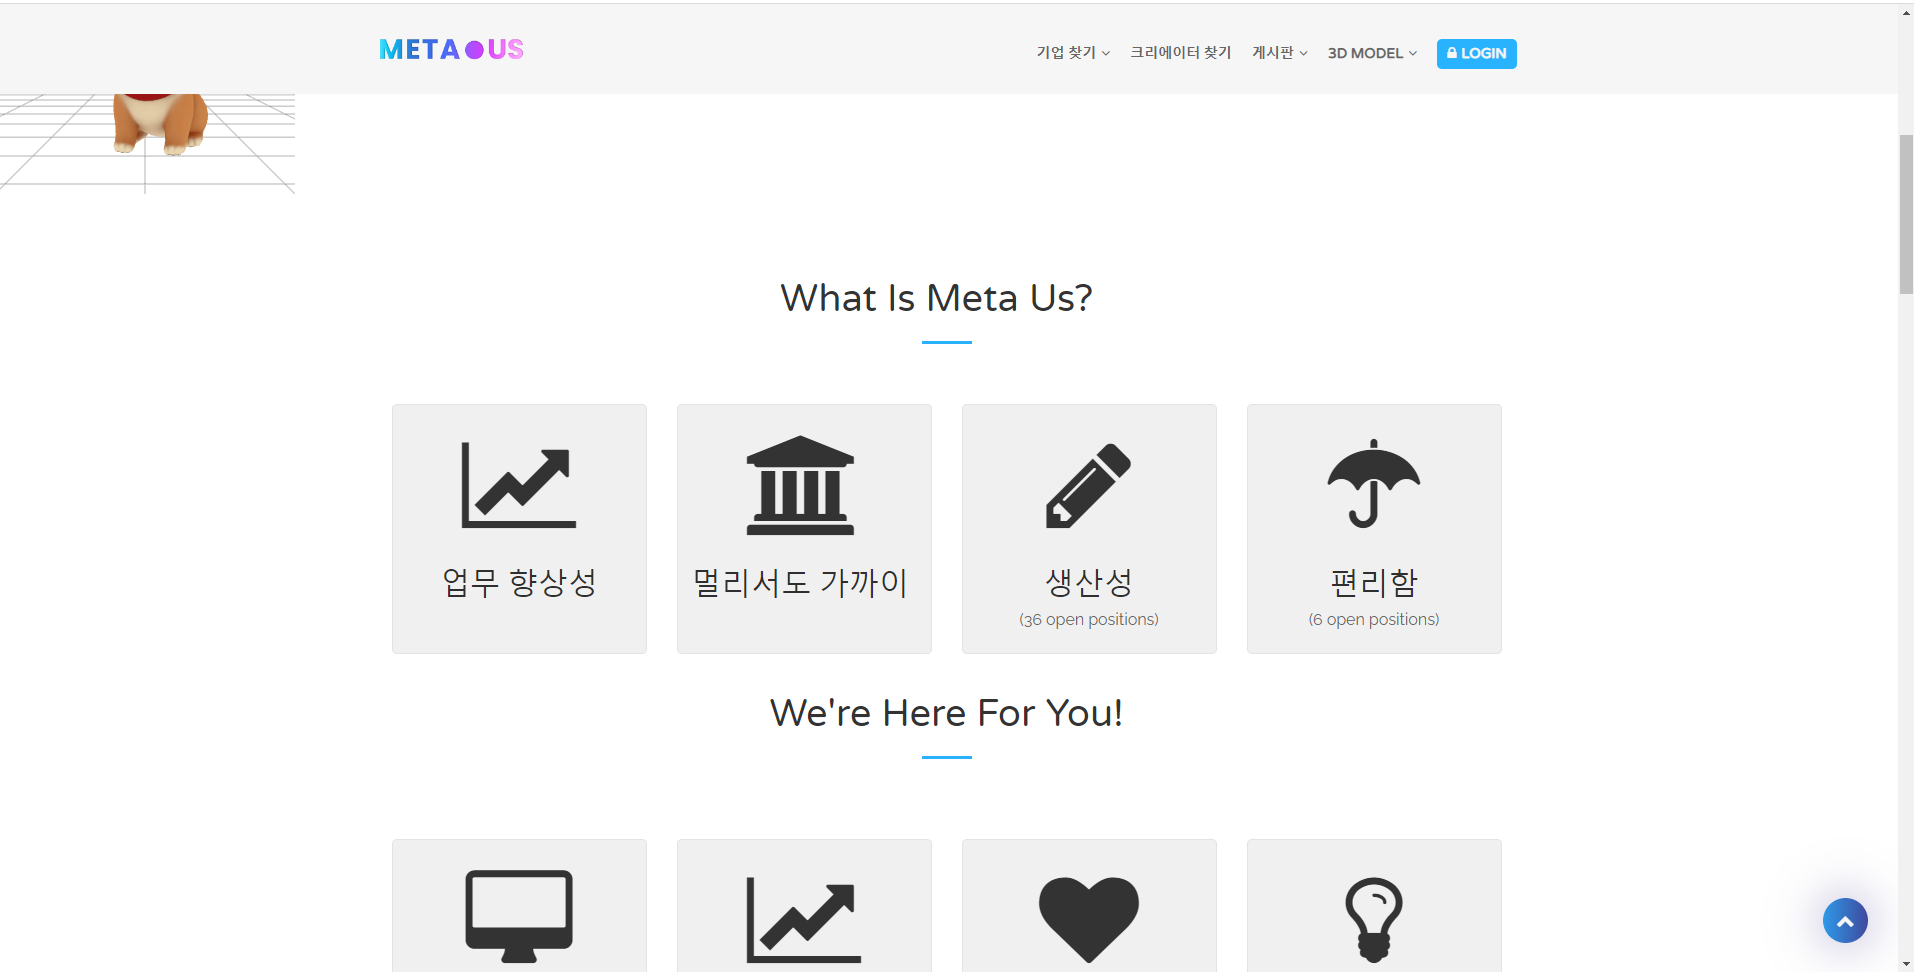 META US
기업 찾기
크리에이터 찾기
게시판
3D MODEL
LOGIN
What Is Meta Us?
업무 향상성
멀리서도 가까이
생산성
(36 open positions)
편리함
(6 open positions)
We're Here For You!